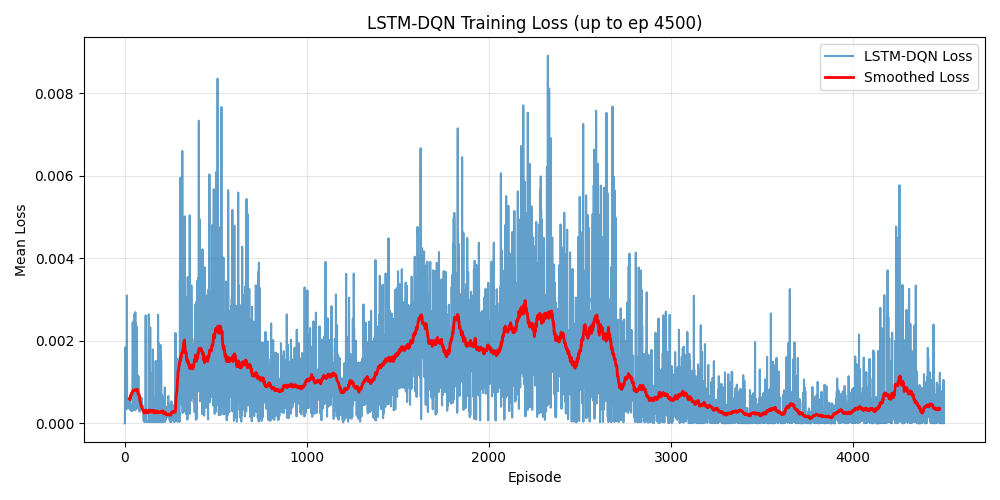 LSTM-DQN Training Loss (up to ep 4500)
LSTM-DQN Loss
Smoothed Loss
Mean Loss
0.008
0.006
0.004
0.002
0.000
0
1000
2000
3000
4000
Episode